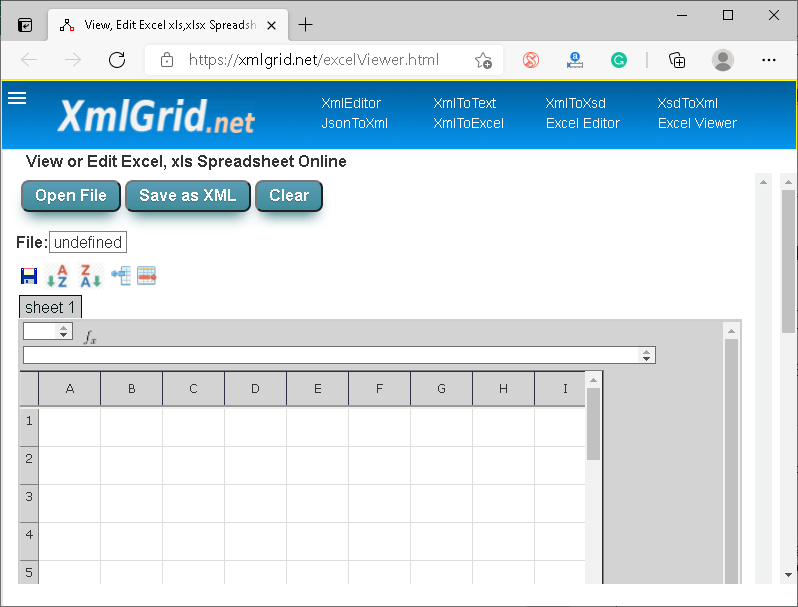 View, Edit Excel xls,xlsx Spreadsh
https://xmlgrid.net/excelViewer.html
XmlGrid.net
XmlEditor XmlToText XmlToXsd XsdToXml
JsonToXml XmlToExcel Excel Editor Excel Viewer
View or Edit Excel, xls Spreadsheet Online
Open File Save as XML Clear
File: undefined
A Z Z A
sheet 1
fx
A B C D E F G H I
1
2
3
4
5